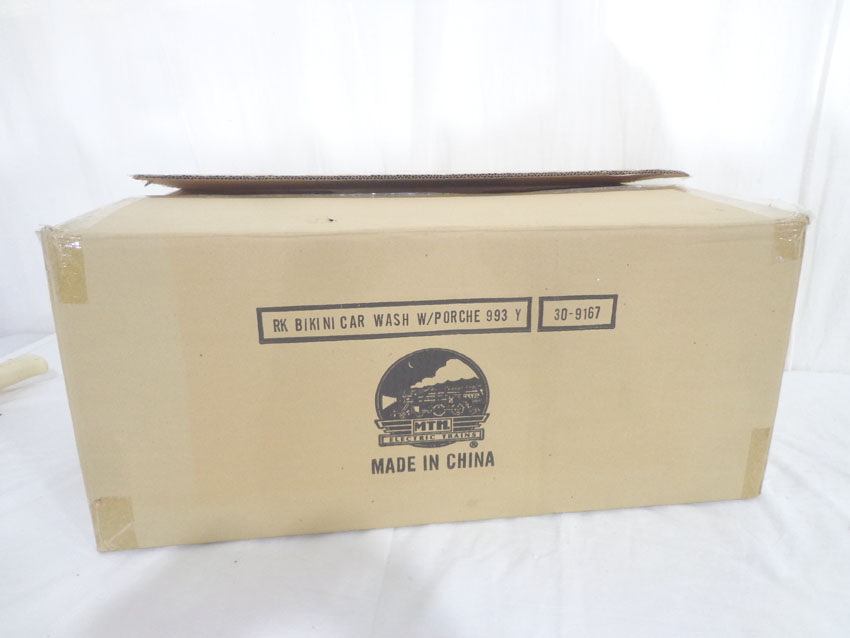 RK BIKINI CAR WASH W/PORCHE 993 Y
30-9167
MTH
ELECTRIC TRAINS
®
MADE IN CHINA